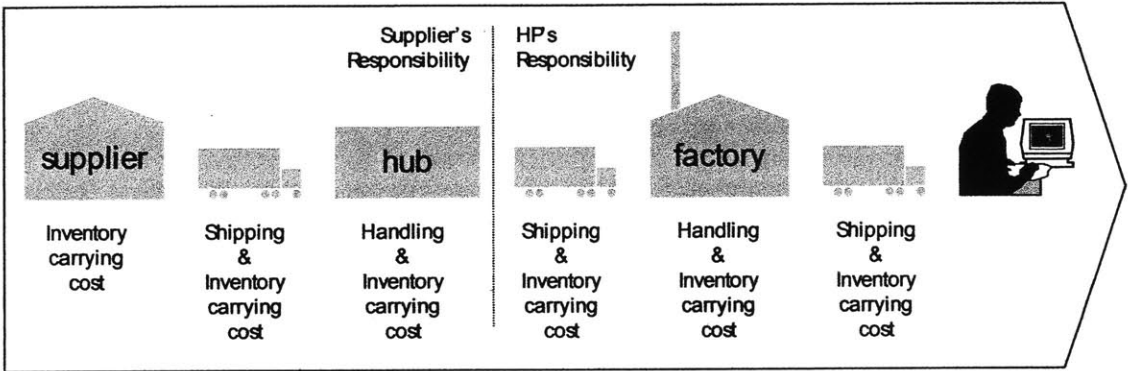 Supplier's
Responsibility
HP's
Responsibility
supplier
hub
factory
Inventory
carrying
cost
Shipping
&
Inventory
carrying
cost
Handling
&
Inventory
carrying
cost
Shipping
&
Inventory
carrying
cost
Handling
&
Inventory
carrying
cost
Shipping
&
Inventory
carrying
cost